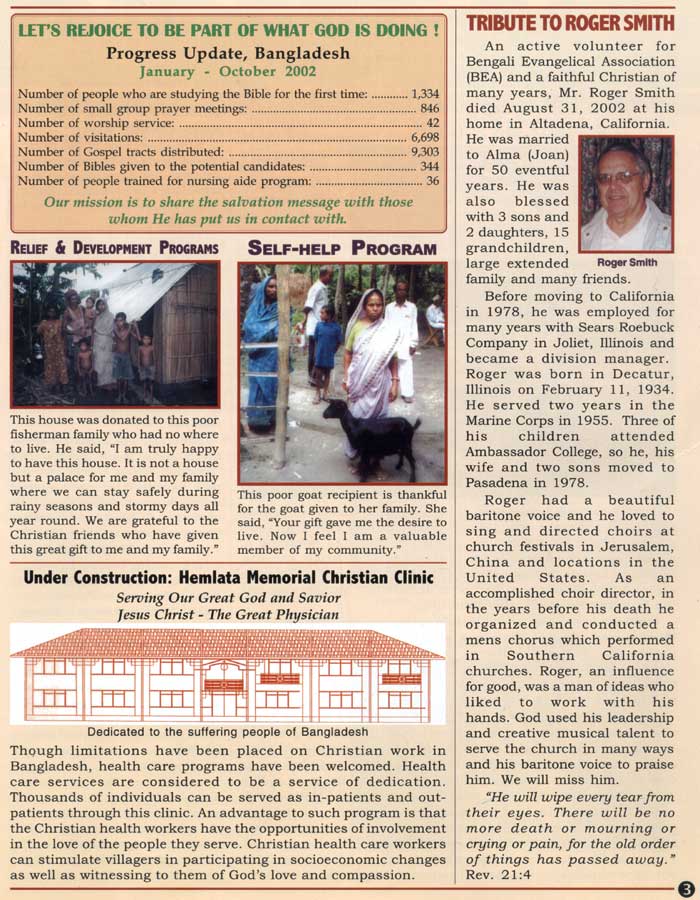 LET'S REJOICE TO BE PART OF WHAT GOD IS DOING !
Progress Update, Bangladesh
January - October 2002
Number of people who are studying the Bible for the first time: ............ 1,334
Number of small group prayer meetings: ............................................ 846
Number of worship service: ................................................................ 42
Number of visitations: .................................................................... 6,698
Number of Gospel tracts distributed: .............................................. 9,303
Number of Bibles given to the potential candidates: ........................... 344
Number of people trained for nursing aide program: ........................... 36
Our mission is to share the salvation message with those
whom He has put us in contact with.
RELIEF & DEVELOPMENT PROGRAMS
This house was donated to this poor
fisherman family who had no where
to live. He said, “I am truly happy
to have this house. It is not a house
but a palace for me and my family
where we can stay safely during
rainy seasons and stormy days all
year round. We are grateful to the
Christian friends who have given
this great gift to me and my family.”
SELF-HELP PROGRAM
This poor goat recipient is thankful
for the goat given to her family. She
said, “Your gift gave me the desire to
live. Now I feel I am a valuable
member of my community.”
Under Construction: Hemlata Memorial Christian Clinic
Serving Our Great God and Savior
Jesus Christ - The Great Physician
Dedicated to the suffering people of Bangladesh
Though limitations have been placed on Christian work in
Bangladesh, health care programs have been welcomed. Health
care services are considered to be a service of dedication.
Thousands of individuals can be served as in-patients and out-
patients through this clinic. An advantage to such program is that
the Christian health workers have the opportunities of involvement
in the love of the people they serve. Christian health care workers
can stimulate villagers in participating in socioeconomic changes
as well as witnessing to them of God's love and compassion.
TRIBUTE TO ROGER SMITH
An active volunteer for
Bengali Evangelical Association
(BEA) and a faithful Christian of
many years, Mr. Roger Smith
died August 31, 2002 at his
home in Altadena, California.
He was married
to Alma (Joan)
for 50 eventful
years. He was
also blessed
with 3 sons and
2 daughters, 15
grandchildren,
large extended
family and many friends.
Roger Smith
Before moving to California
in 1978, he was employed for
many years with Sears Roebuck
Company in Joliet, Illinois and
became a division manager.
Roger was born in Decatur,
Illinois on February 11, 1934.
He served two years in the
Marine Corps in 1955. Three of
his children attended
Ambassador College, so he, his
wife and two sons moved to
Pasadena in 1978.
Roger had a beautiful
baritone voice and he loved to
sing and directed choirs at
church festivals in Jerusalem,
China and locations in the
United States. As an
accomplished choir director, in
the years before his death he
organized and conducted a
mens chorus which performed
in Southern California
churches. Roger, an influence
for good, was a man of ideas who
liked to work with his
hands. God used his leadership
and creative musical talent to
serve the church in many ways
and his baritone voice to praise
him. We will miss him.
“He will wipe every tear from
their eyes. There will be no
more death or mourning or
crying or pain, for the old order
of things has passed away.”
Rev. 21:4
3